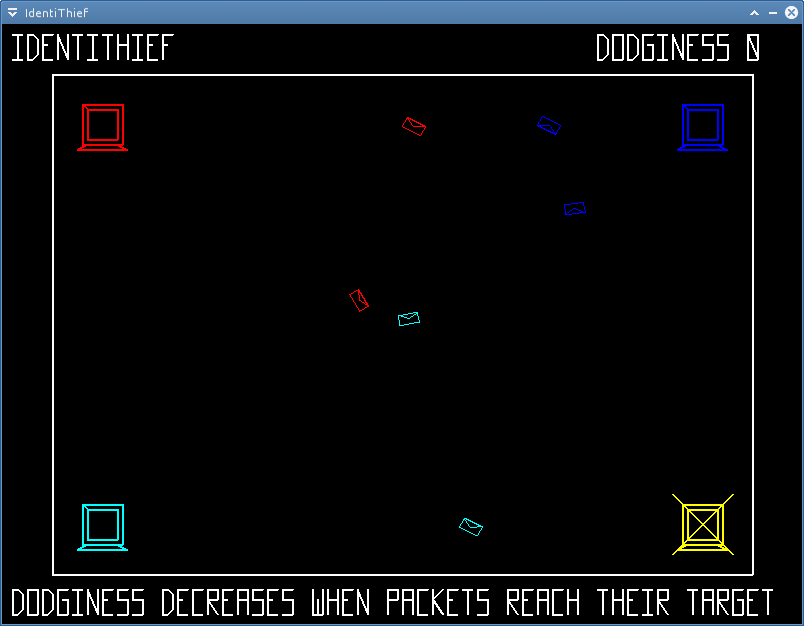 IdentiThief
IDENTITHIEF
DODGINESS 0
DODGINESS DECREASES WHEN PACKETS REACH THEIR TARGET